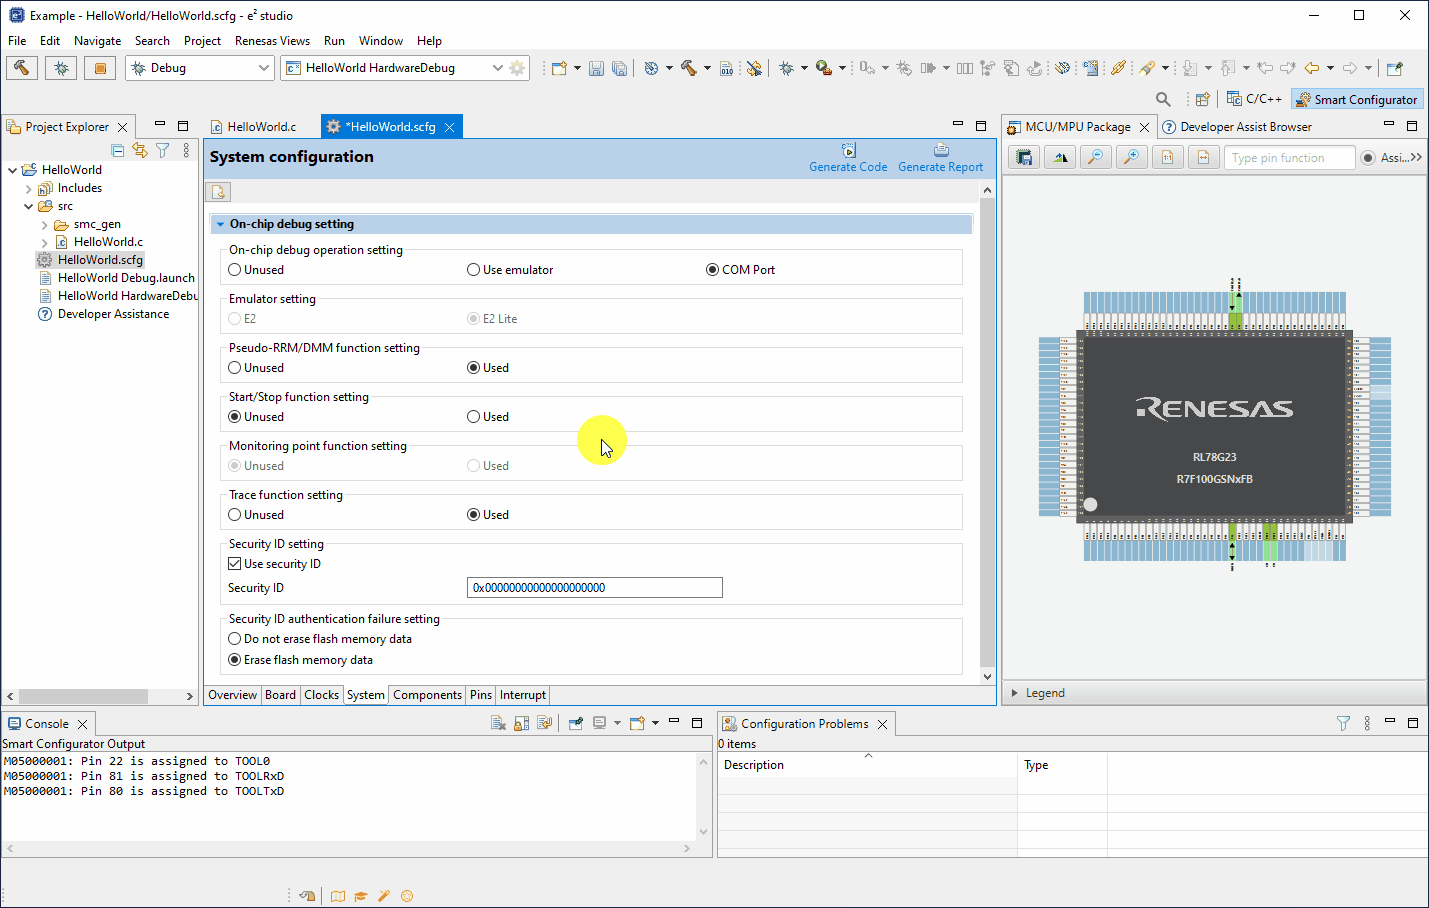 Example - HelloWorld/HelloWorld.scfg - e² studio
File Edit Navigate Search Project Renesas Views Run Window Help
Debug
HelloWorld HardwareDebug
C/C++
Smart Configurator
Project Explorer
HelloWorld
Includes
src
smc_gen
HelloWorld.c
HelloWorld.scfg
HelloWorld Debug.launch
HelloWorld HardwareDebu
Developer Assistance
HelloWorld.c
*HelloWorld.scfg
System configuration
Generate Code
Generate Report
On-chip debug setting
On-chip debug operation setting
Unused
Use emulator
COM Port
Emulator setting
E2
E2 Lite
Pseudo-RRM/DMM function setting
Unused
Used
Start/Stop function setting
Unused
Used
Monitoring point function setting
Unused
Used
Trace function setting
Unused
Used
Security ID setting
Use security ID
Security ID
0x00000000000000000000
Security ID authentication failure setting
Do not erase flash memory data
Erase flash memory data
Overview Board Clocks System Components Pins Interrupt
MCU/MPU Package
Developer Assist Browser
Type pin function
Assi...
RENESAS
RL78G23
R7F100GSNxFB
Legend
Console
Smart Configurator Output
M05000001: Pin 22 is assigned to TOOL0
M05000001: Pin 81 is assigned to TOOLRxD
M05000001: Pin 80 is assigned to TOOLTxD
Configuration Problems
0 items
Description
Type